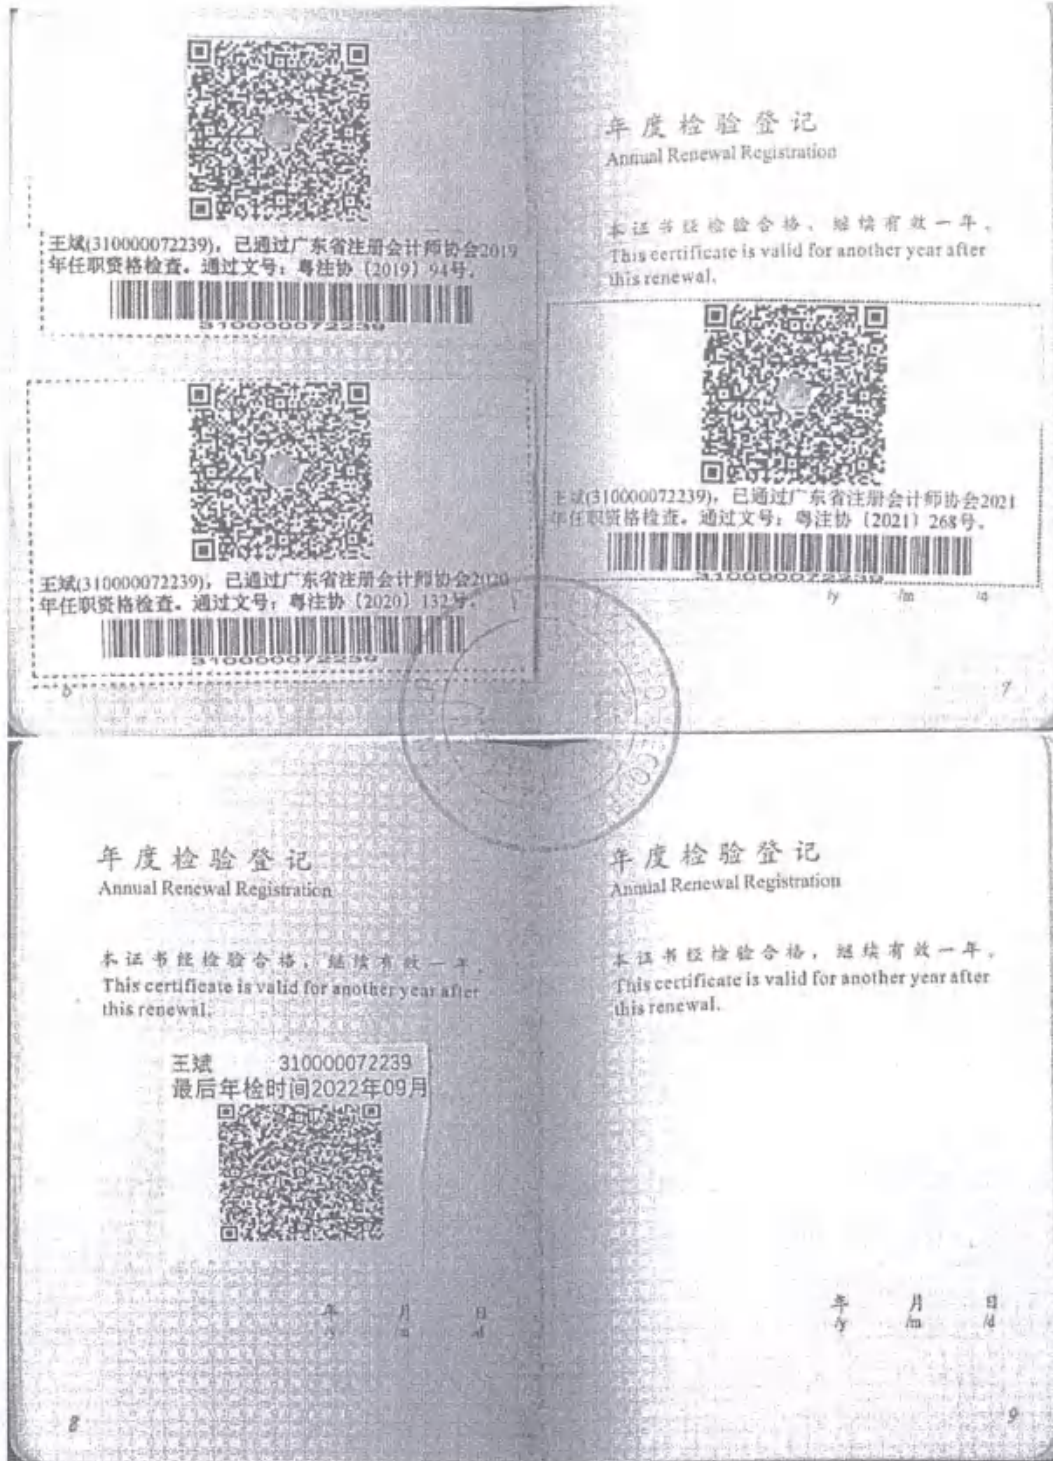 王斌(310000072239)，已通过广东省注册会计师协会2019
年任职资格检查。通过文号：粤注协〔2019〕94号。
310000072239
王斌(310000072239)，已通过广东省注册会计师协会2020
年任职资格检查。通过文号：粤注协〔2020〕132号。
310000072239
年度检验登记
Annual Renewal Registration
本证书经检验合格，继续有效一年。
This certificate is valid for another year after
this renewal.
王斌(310000072239)，已通过广东省注册会计师协会2021
年任职资格检查。通过文号：粤注协〔2021〕268号。
310000072239
/y /m /d
7
年度检验登记
Annual Renewal Registration
本证书经检验合格，继续有效一年。
This certificate is valid for another year after
this renewal.
王斌 310000072239
最后年检时间2022年09月
年 月 日
/y /m /d
8
年度检验登记
Annual Renewal Registration
本证书经检验合格，继续有效一年。
This certificate is valid for another year after
this renewal.
年 月 日
/y /m /d
9